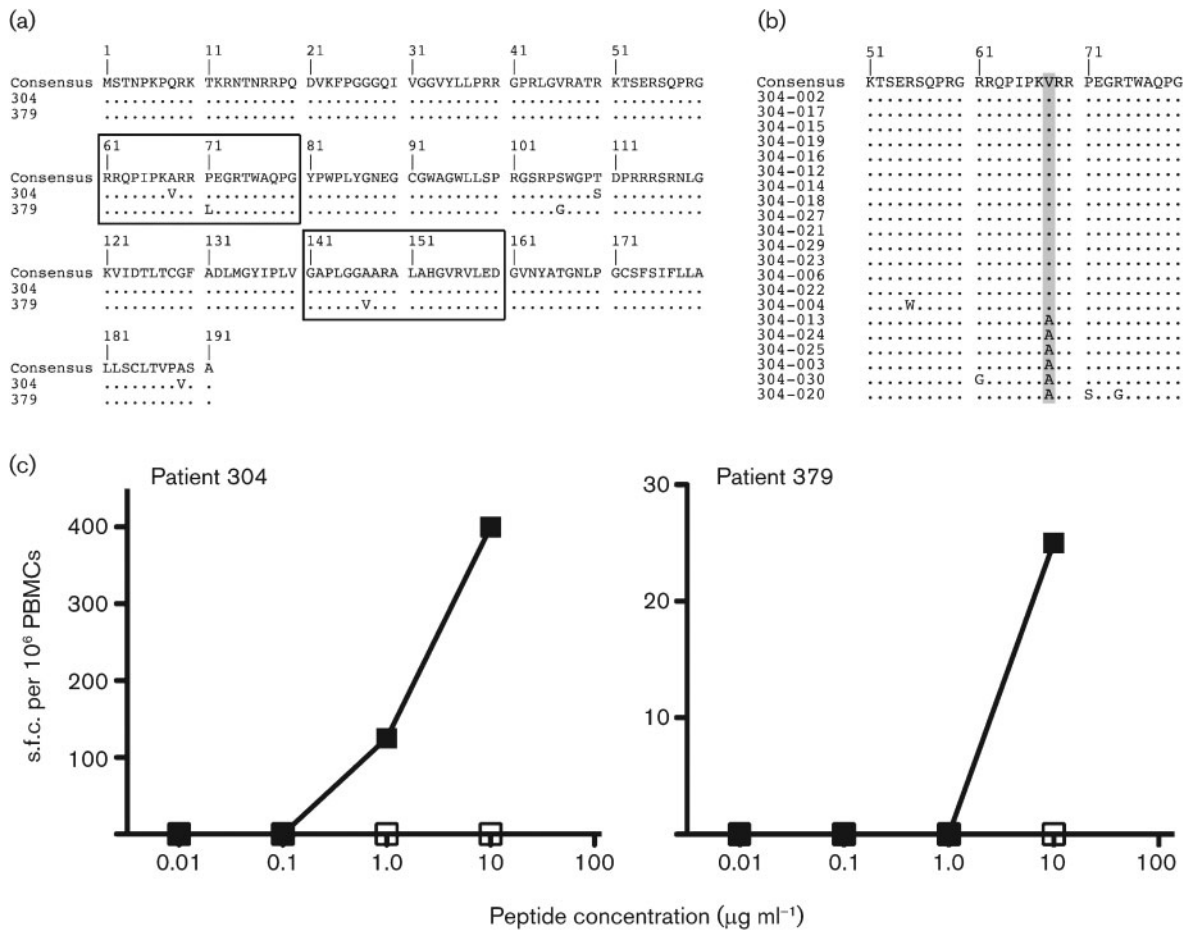 (a)
1 11 21 31 41 51
Consensus MSTNPKPQRK TKRNTNRRPQ DVKFPGGGQI VGGVYLLPRR GPRLGVRATR KTSERSQPRG
304 .......... .......... .......... .......... .......... ..........
379 .......... .......... .......... .......... .......... ..........
61 71 81 91 101 111
Consensus RRQPIPKARR PEGRTWAQPG YPWPLYGNEG CGWAGWLLSP RGSRPSWGPT DPRRRSRNLG
304 .......V.. .......... .......... .......... .........S ..........
379 .......... L......... .......... .......... ......G... ..........
121 131 141 151 161 171
Consensus KVIDTLTCGF ADLMGYIPLV GAPLGGAARA LAHGVRVLED GVNYATGNLP GCSFSIFLLA
304 .......... .......... .......... .......... .......... ..........
379 .......... .......... ......V... .......... .......... ..........
181 191
Consensus LLSCLTVPAS A
304 ........V. .
379 .......... .
(b)
51 61 71
Consensus KTSERSQPRG RRQPIPKVRR PEGRTWAQPG
304-002 .......... .......... ..........
304-017 .......... .......... ..........
304-015 .......... .......... ..........
304-019 .......... .......... ..........
304-016 .......... .......... ..........
304-012 .......... .......... ..........
304-014 .......... .......... ..........
304-018 .......... .......... ..........
304-027 .......... .......... ..........
304-021 .......... .......... ..........
304-029 .......... .......... ..........
304-023 .......... .......... ..........
304-006 .......... .......... ..........
304-022 .......... .......... ..........
304-004 ....W..... .......... ..........
304-013 .......... .......A.. ..........
304-024 .......... .......A.. ..........
304-025 .......... .......A.. ..........
304-003 .......... .......A.. ..........
304-030 .......... G......A.. ..........
304-020 .......... .......A.. S..G......
(c)
Patient 304
s.f.c. per 10⁶ PBMCs
400
300
200
100
0.01 0.1 1.0 10 100
Patient 379
30
20
10
0.01 0.1 1.0 10 100
Peptide concentration (µg ml⁻¹)